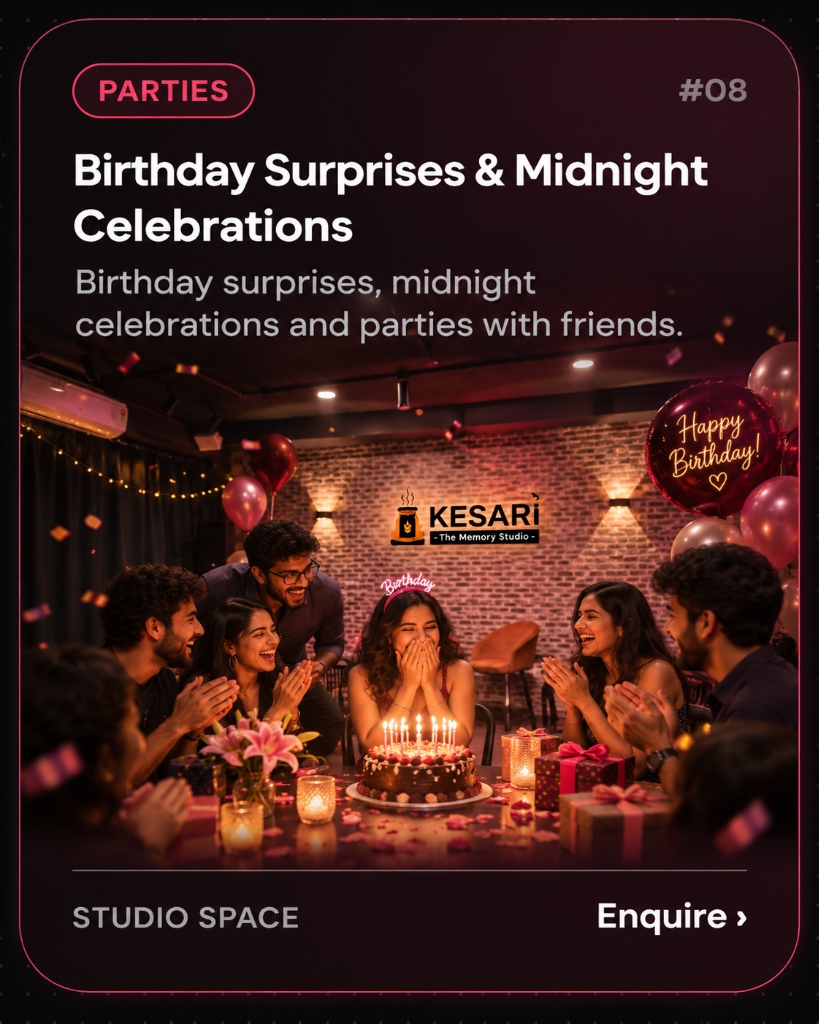 PARTIES
#08
Birthday Surprises & Midnight
Celebrations
Birthday surprises, midnight
celebrations and parties with friends.
Happy
Birthday!
KESARI
- The Memory Studio -
Birthday
STUDIO SPACE
Enquire ›